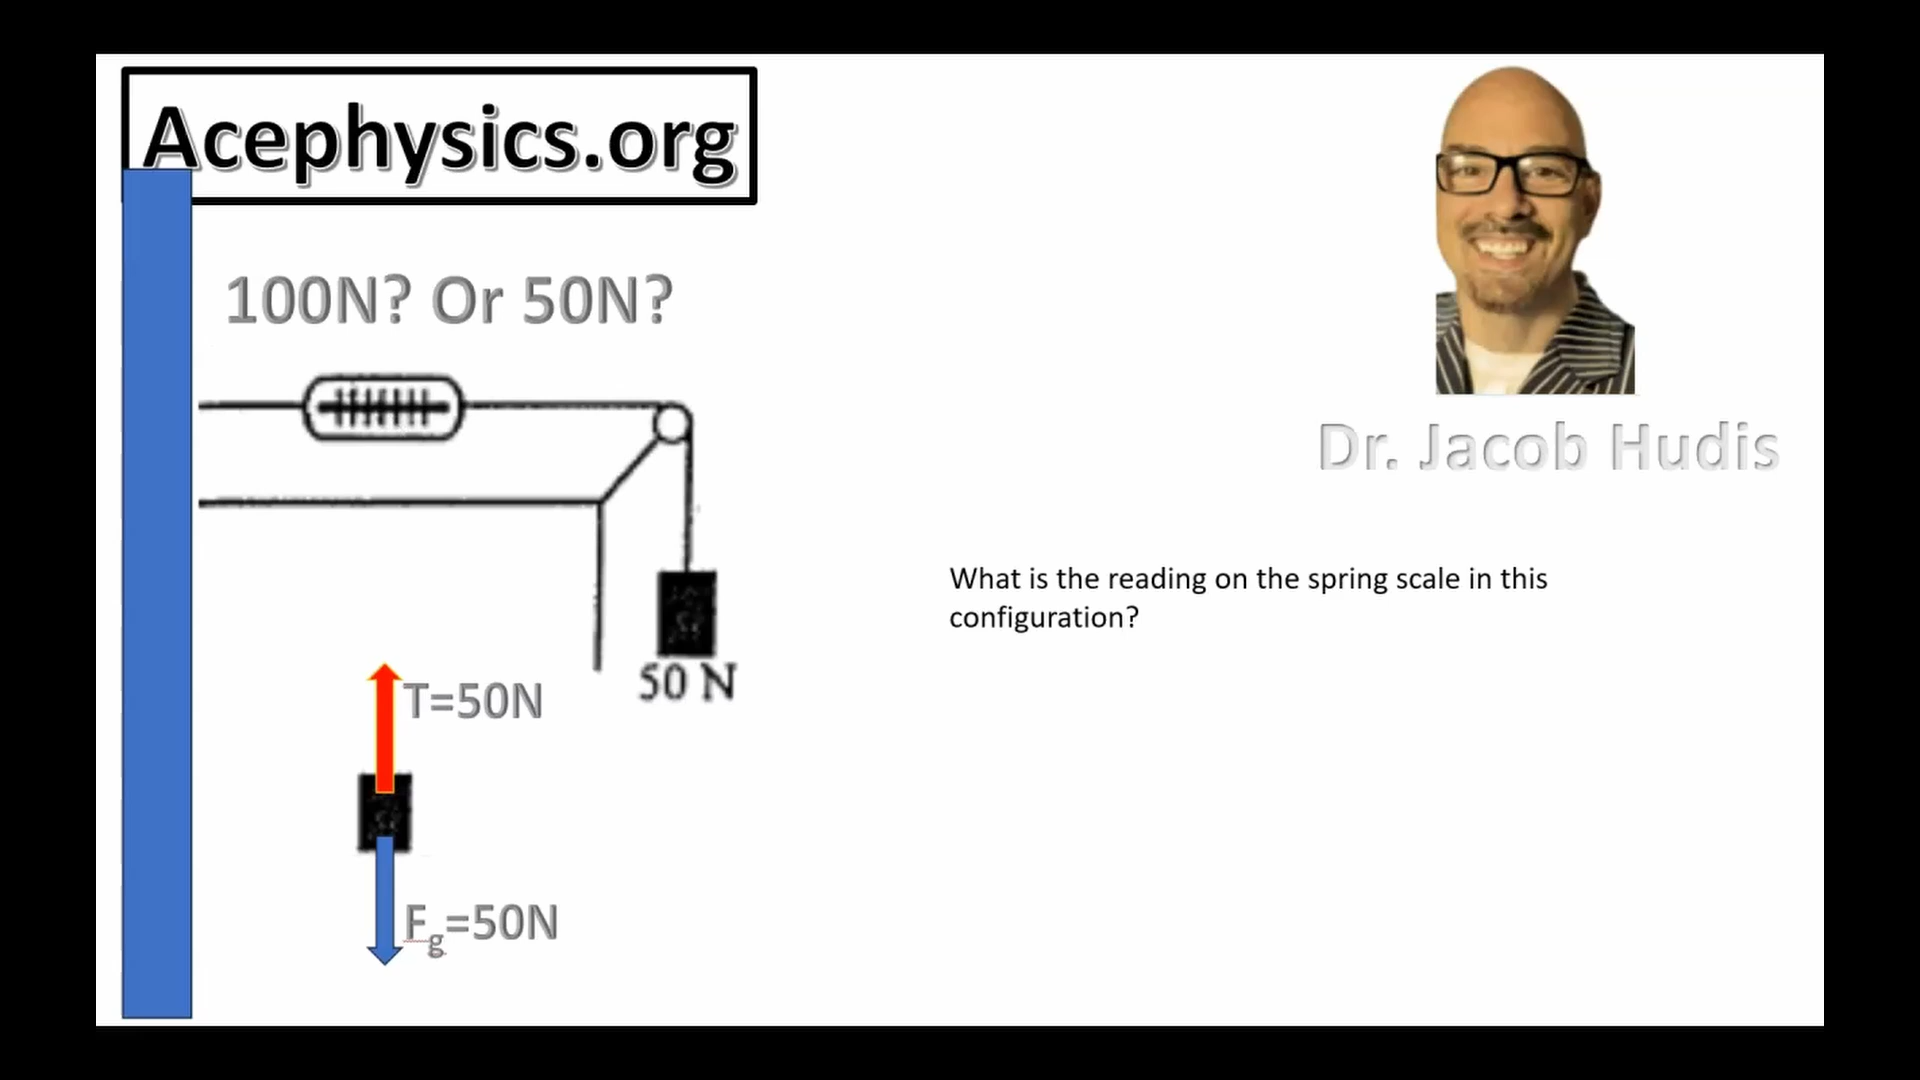 Acephysics.org
100N? Or 50N?
50 N
T=50N
Fg=50N
Dr. Jacob Hudis
What is the reading on the spring scale in this
configuration?